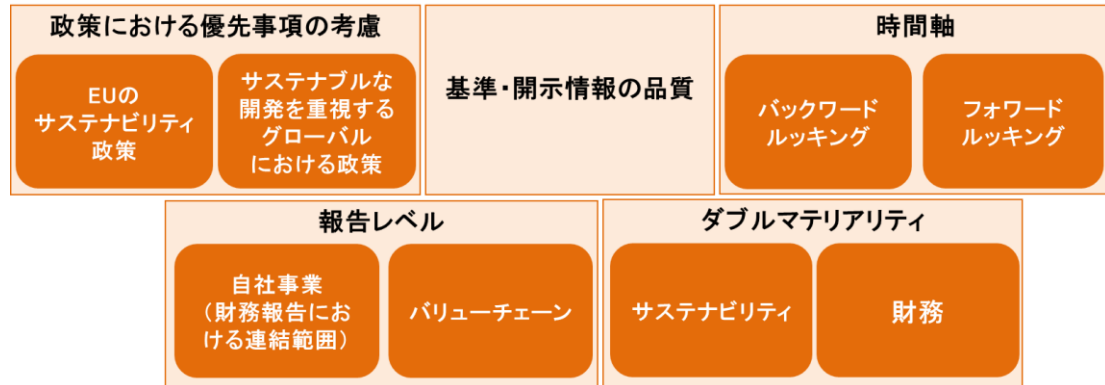 政策における優先事項の考慮
EUの
サステナビリティ
政策
サステナブルな
開発を重視する
グローバル
における政策
基準・開示情報の品質
時間軸
バックワード
ルッキング
フォワード
ルッキング
報告レベル
自社事業
（財務報告にお
ける連結範囲）
バリューチェーン
ダブルマテリアリティ
サステナビリティ
財務